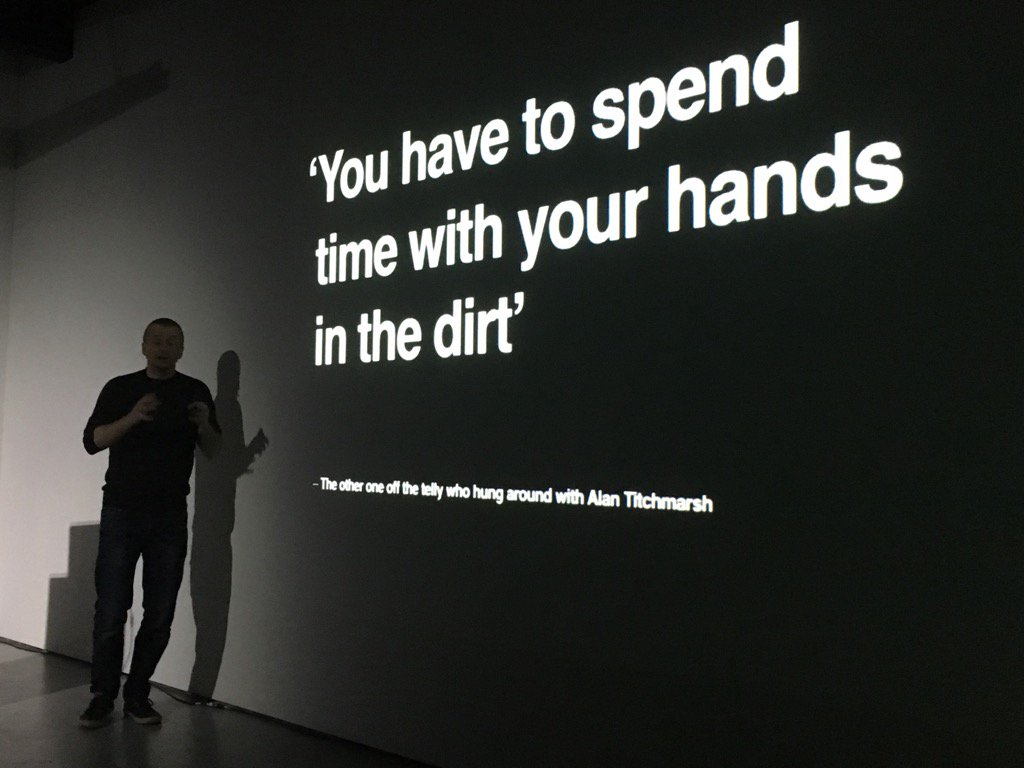 ‘You have to spend
time with your hands
in the dirt’
– The other one off the telly who hung around with Alan Titchmarsh